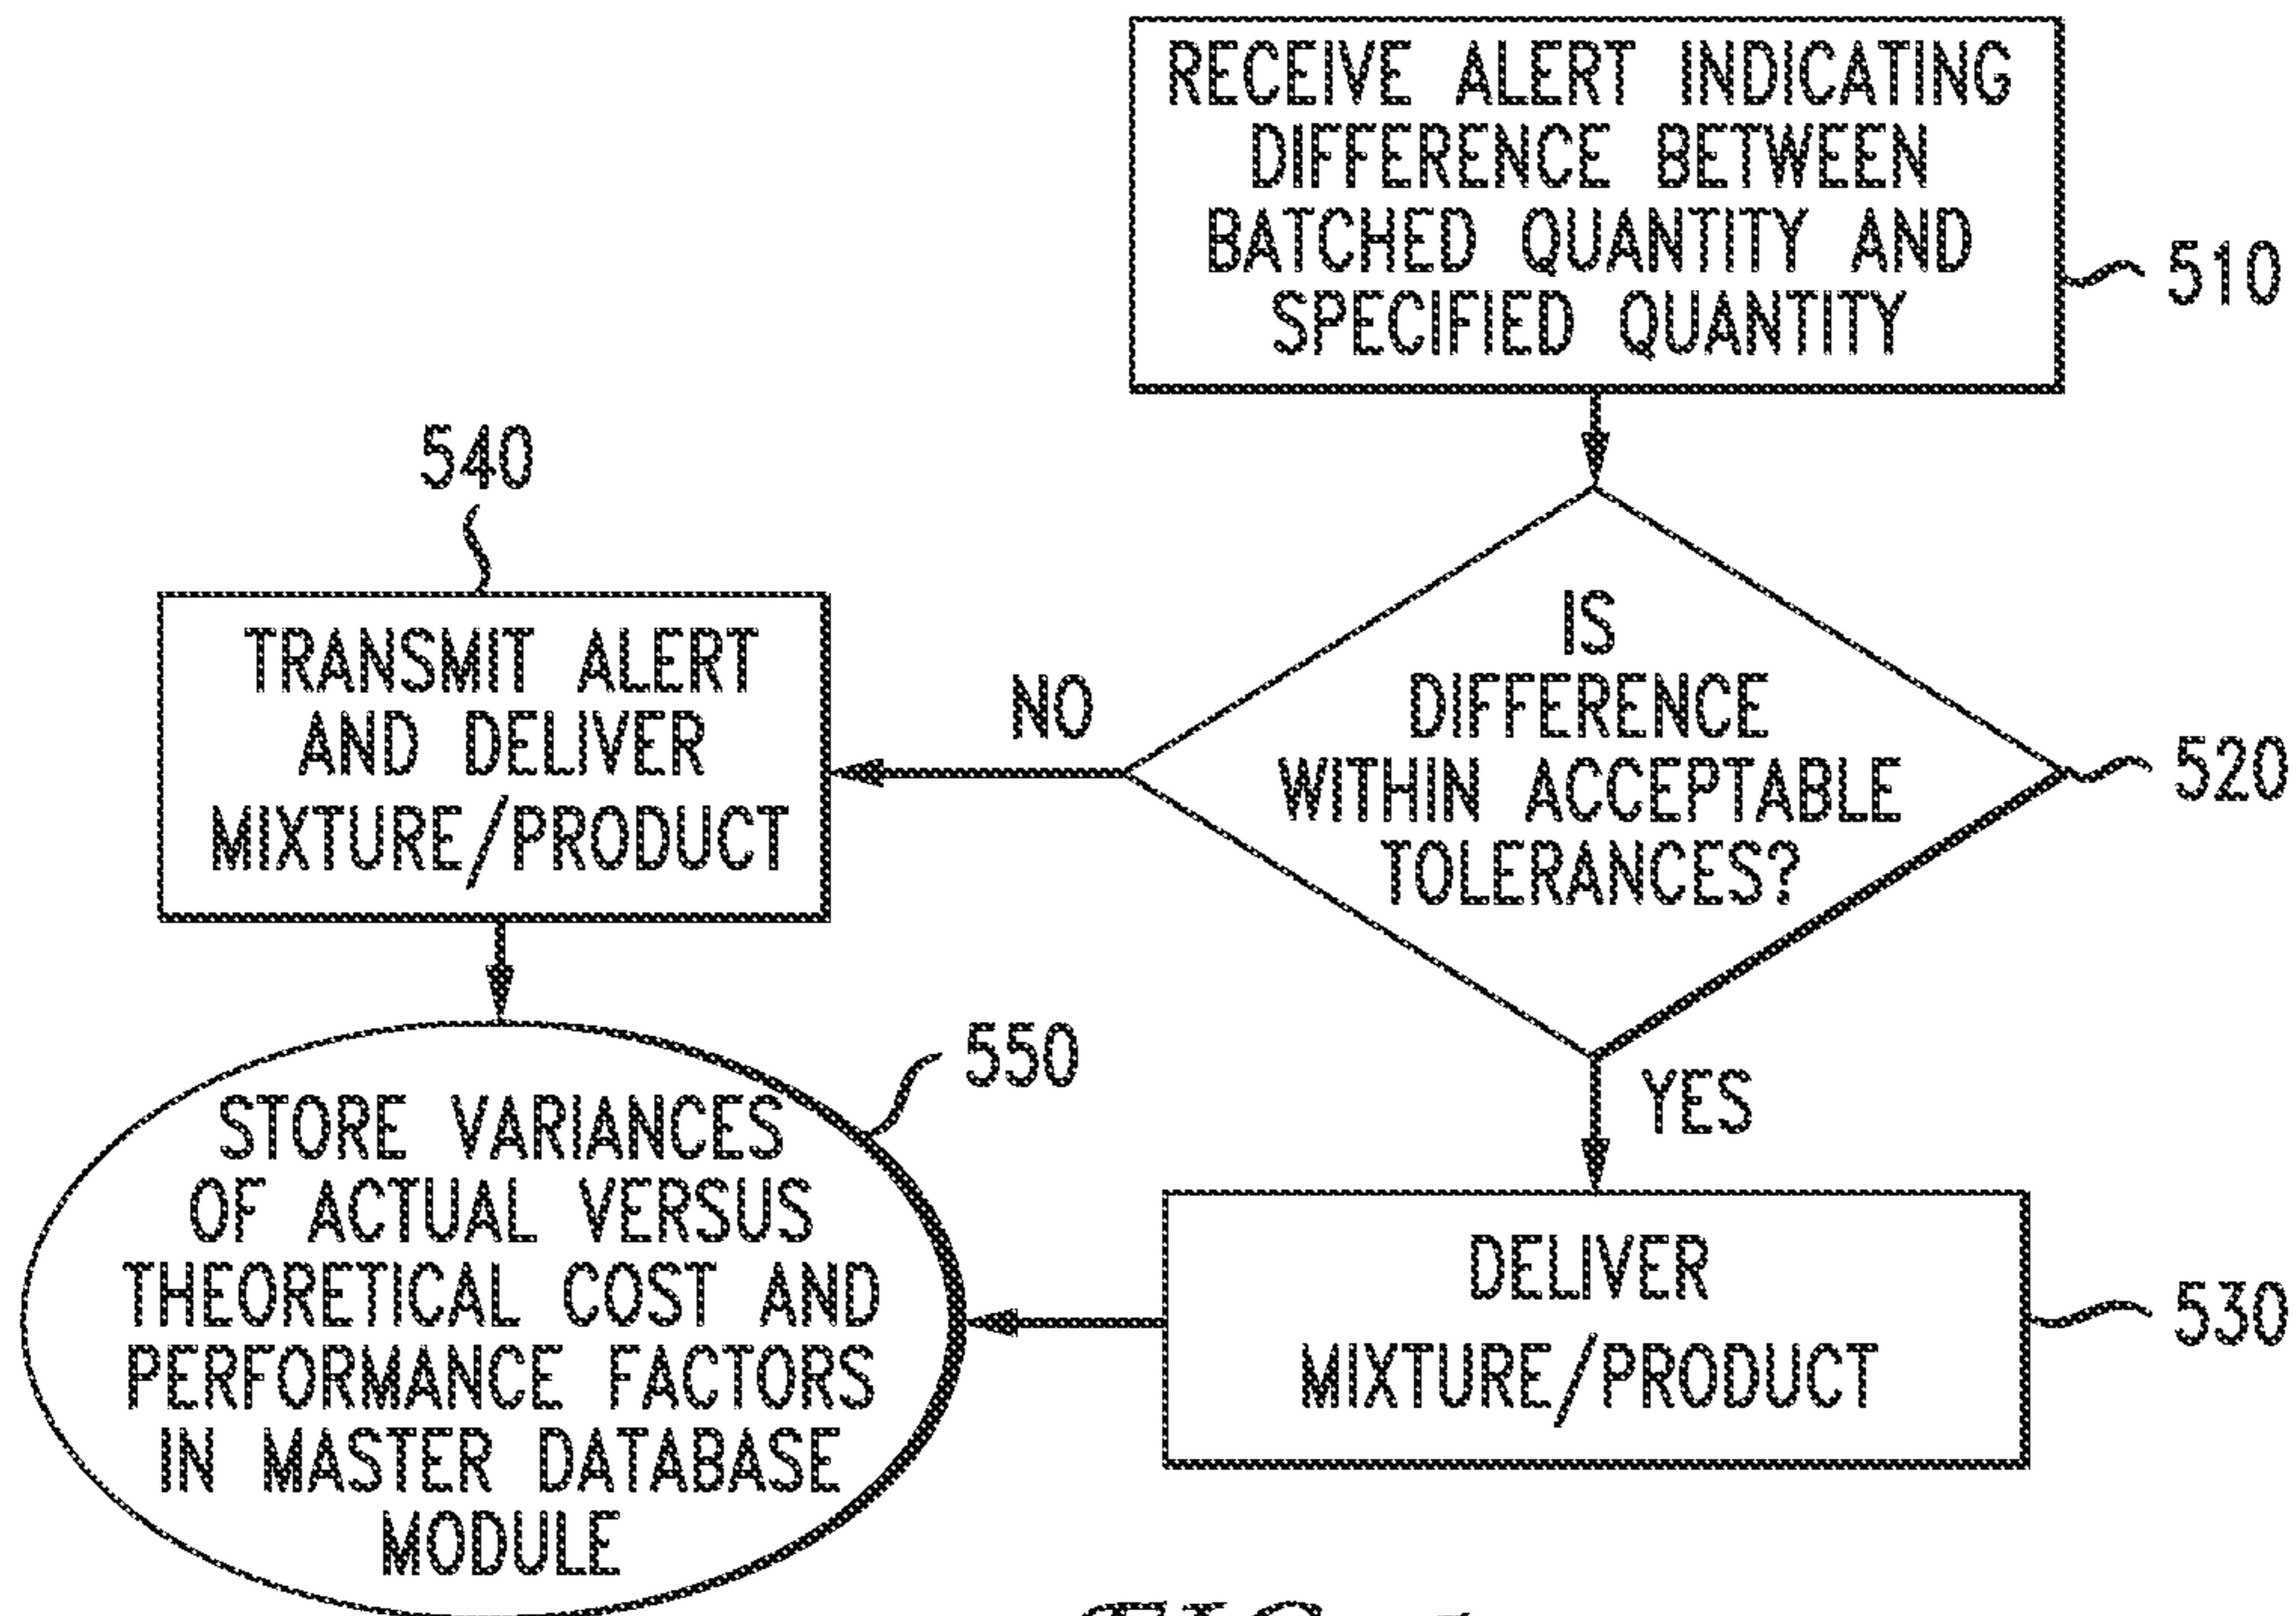 RECEIVE ALERT INDICATING
DIFFERENCE BETWEEN
BATCHED QUANTITY AND
SPECIFIED QUANTITY
510
540
TRANSMIT ALERT
AND DELIVER
MIXTURE/PRODUCT
NO
IS
DIFFERENCE
WITHIN ACCEPTABLE
TOLERANCES?
520
550
YES
STORE VARIANCES
OF ACTUAL VERSUS
THEORETICAL COST AND
PERFORMANCE FACTORS
IN MASTER DATABASE
MODULE
DELIVER
MIXTURE/PRODUCT
530